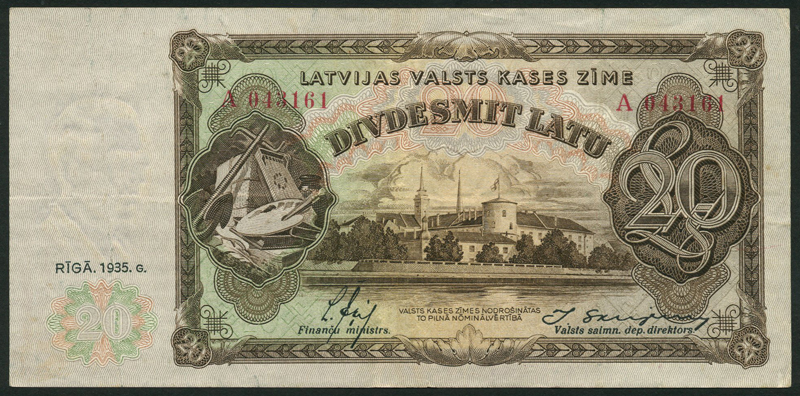 LATVIJAS VALSTS KASES ZĪME
A 043161
A 043161
DIVDESMIT LATU
20
20
RĪGĀ. 1935. G.
20
VALSTS KASES ZĪMES NODROŠINĀTAS
TO PILNĀ NOMINĀLVĒRTĪBĀ
Finanču ministrs.
Valsts saimn. dep. direktors.